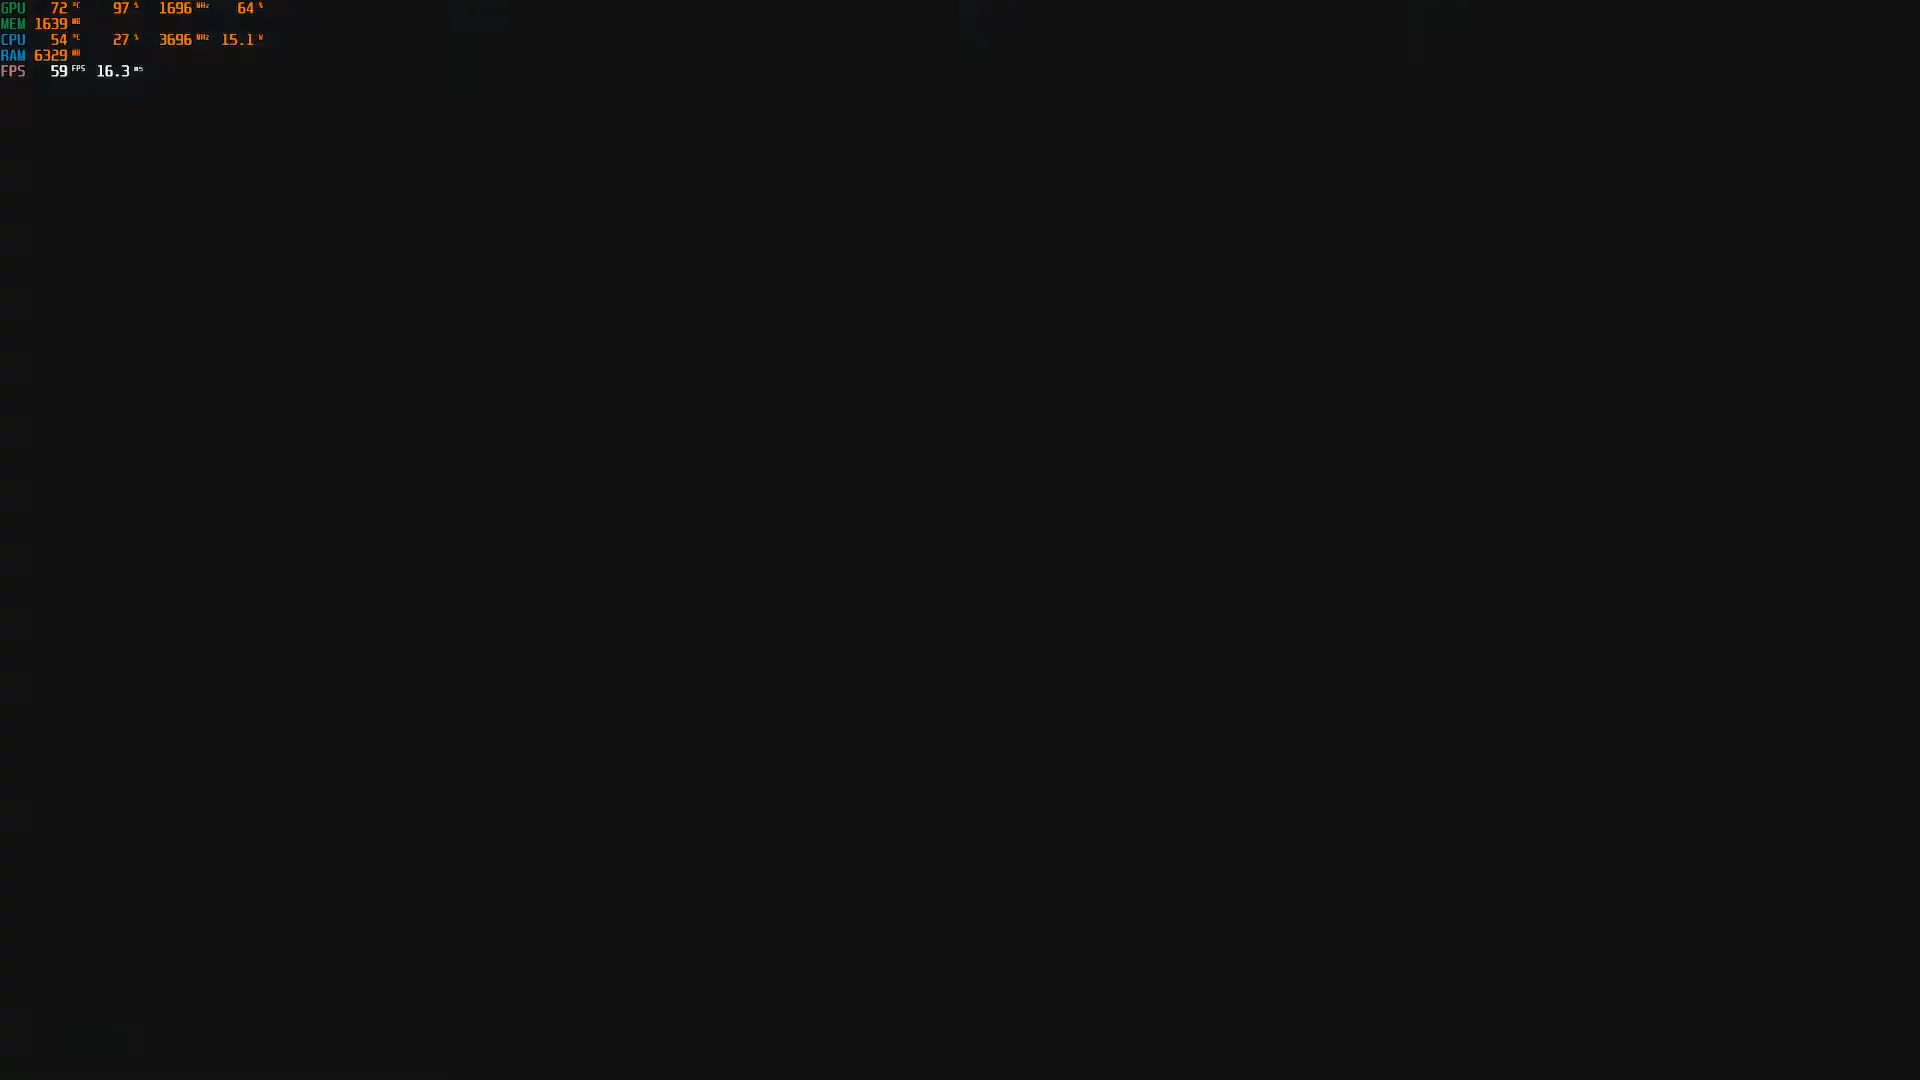 GPU 72 °C 97 % 1696 MHz 64 %
MEM 1639 MB
CPU 54 °C 27 % 3696 MHz 15.1 W
RAM 6329 MB
FPS 59 FPS 16.3 ms